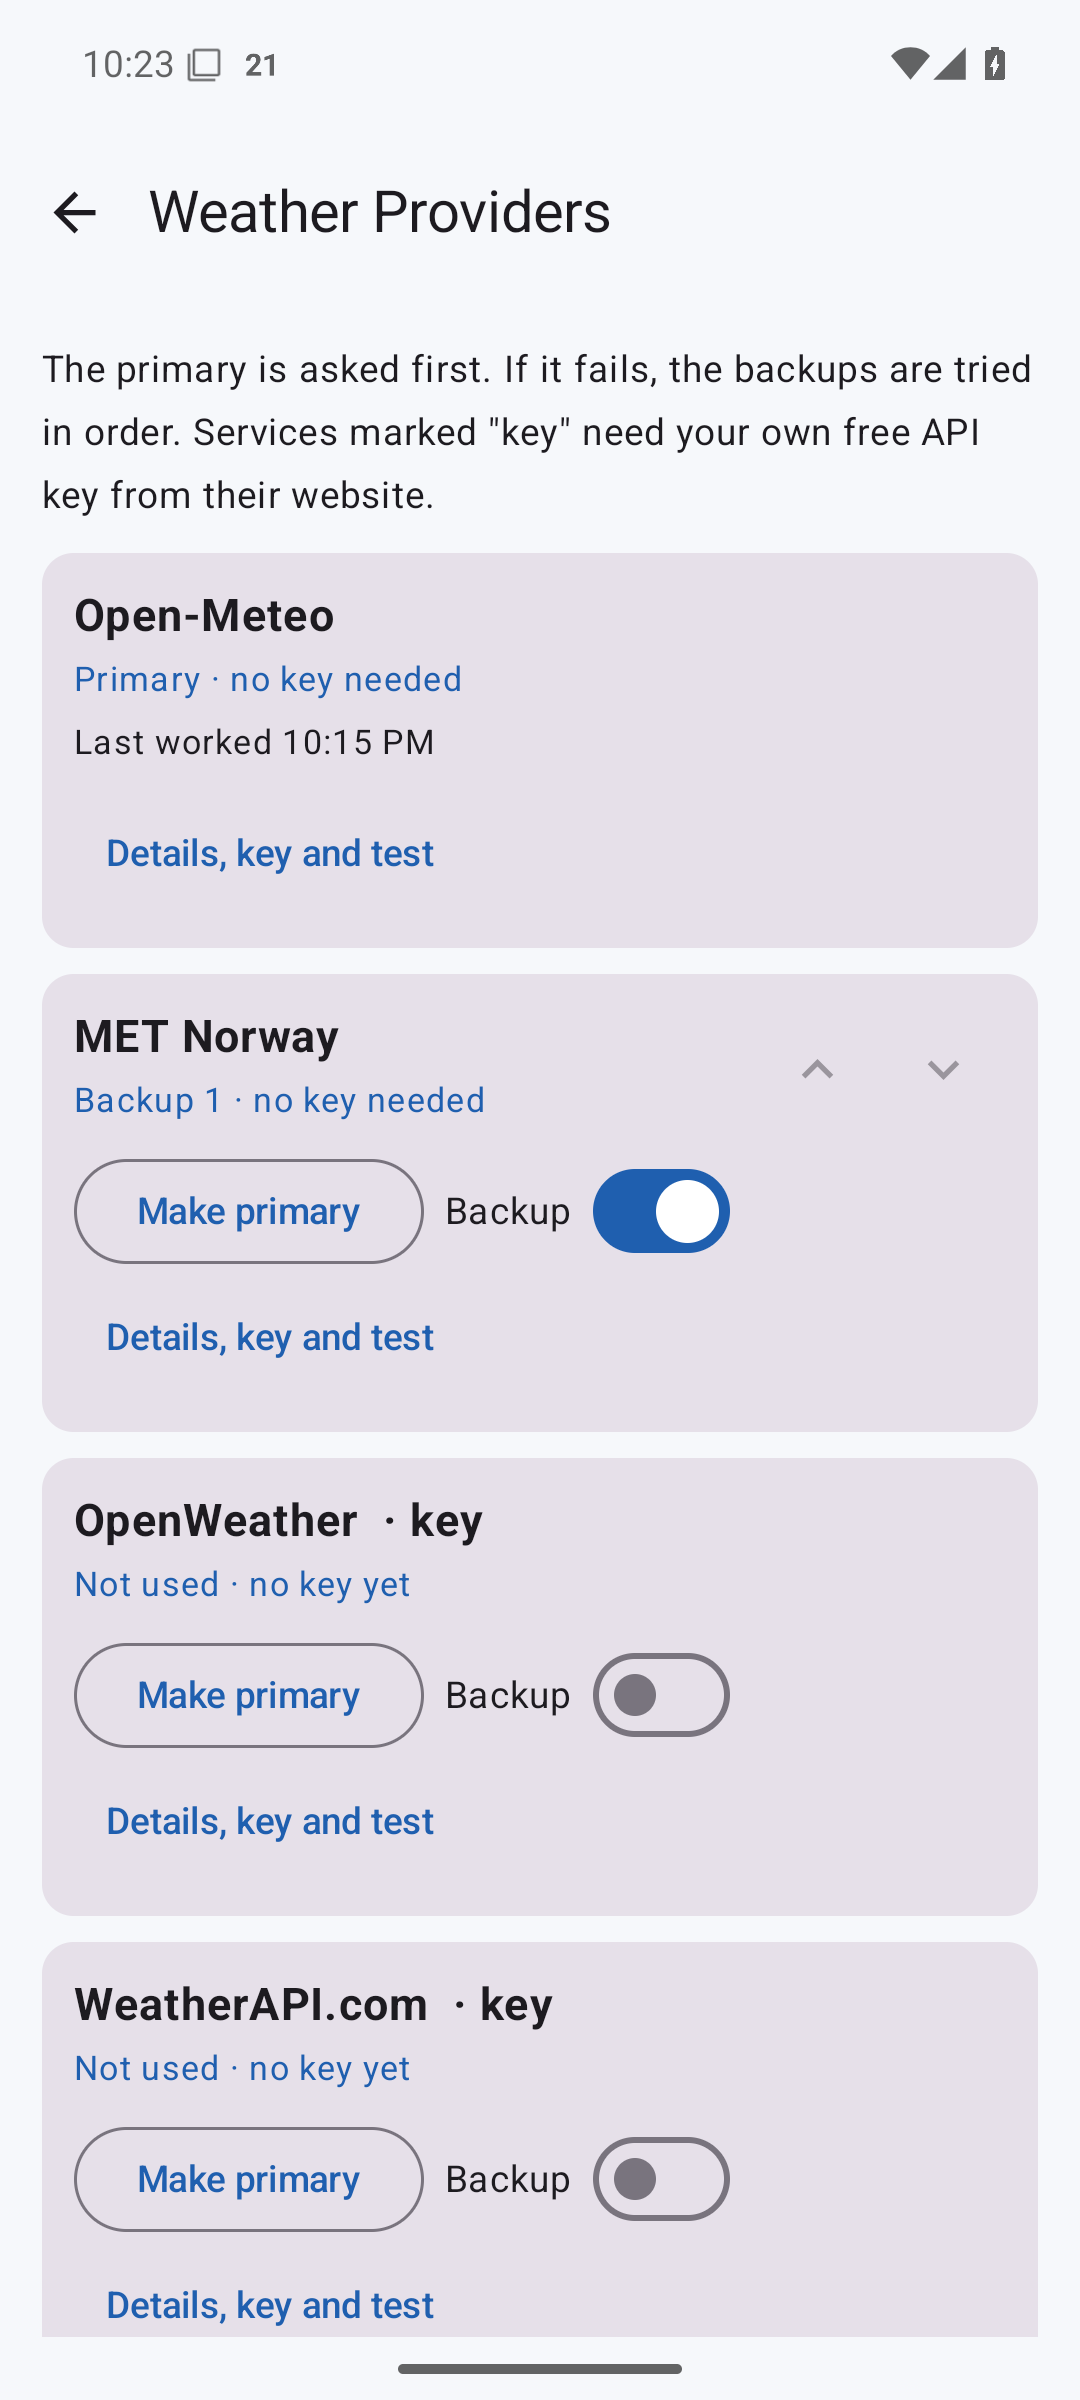 10:23 21
Weather Providers
The primary is asked first. If it fails, the backups are tried
in order. Services marked "key" need your own free API
key from their website.
Open-Meteo
Primary · no key needed
Last worked 10:15 PM
Details, key and test
MET Norway
Backup 1 · no key needed
Make primary Backup
Details, key and test
OpenWeather · key
Not used · no key yet
Make primary Backup
Details, key and test
WeatherAPI.com · key
Not used · no key yet
Make primary Backup
Details, key and test